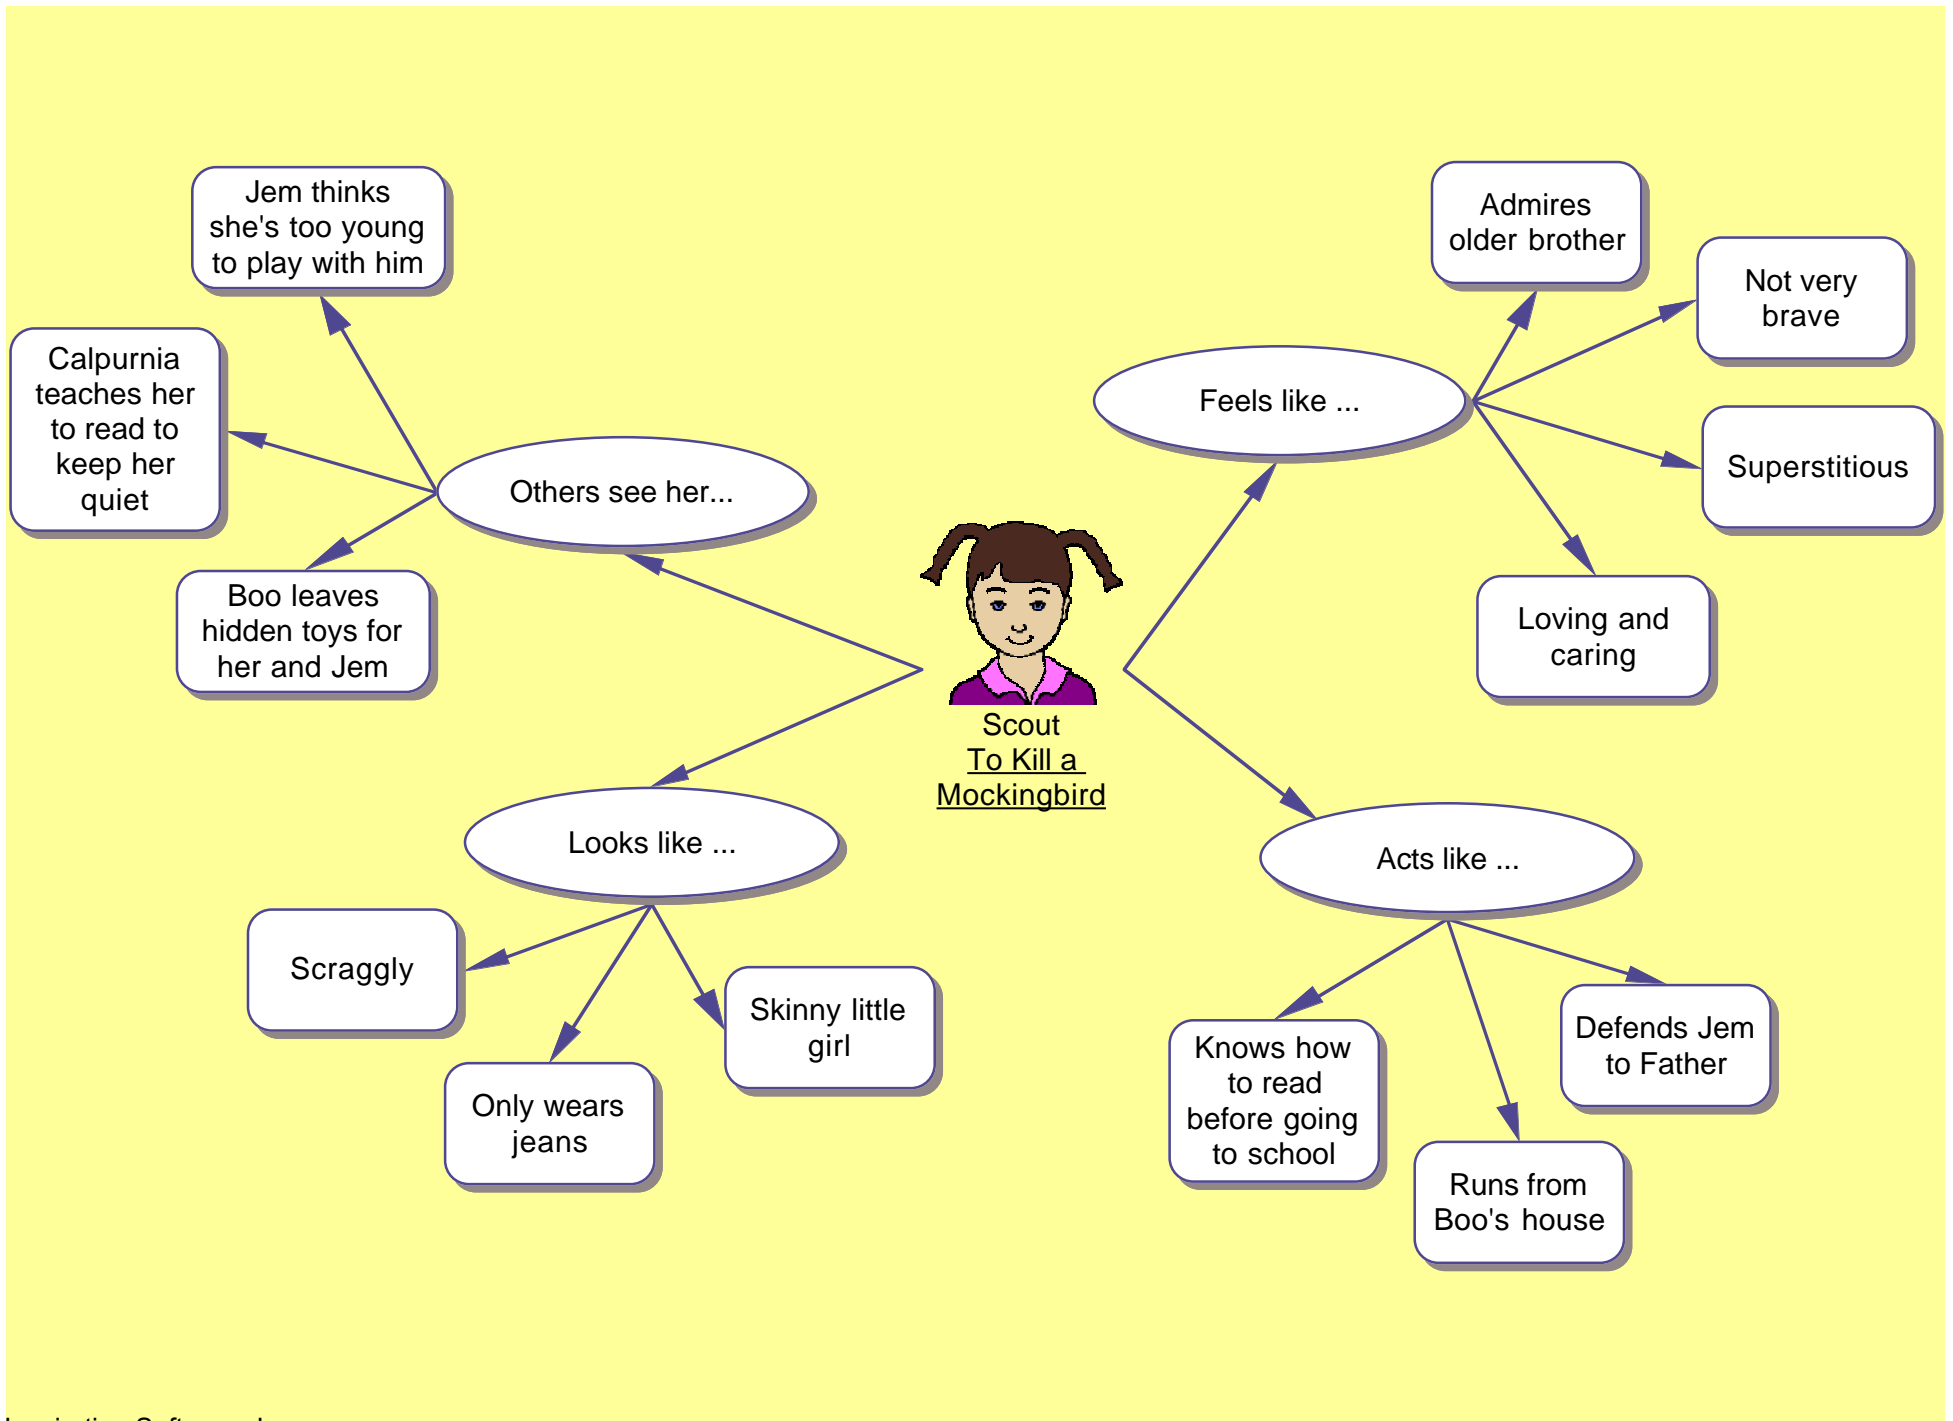 Jem thinks
she's too young
to play with him
Calpurnia
teaches her
to read to
keep her
quiet
Boo leaves
hidden toys for
her and Jem
Others see her...
Admires
older brother
Not very
brave
Superstitious
Loving and
caring
Feels like ...
Scout
To Kill a
Mockingbird
Looks like ...
Scraggly
Only wears
jeans
Skinny little
girl
Acts like ...
Knows how
to read
before going
to school
Runs from
Boo's house
Defends Jem
to Father